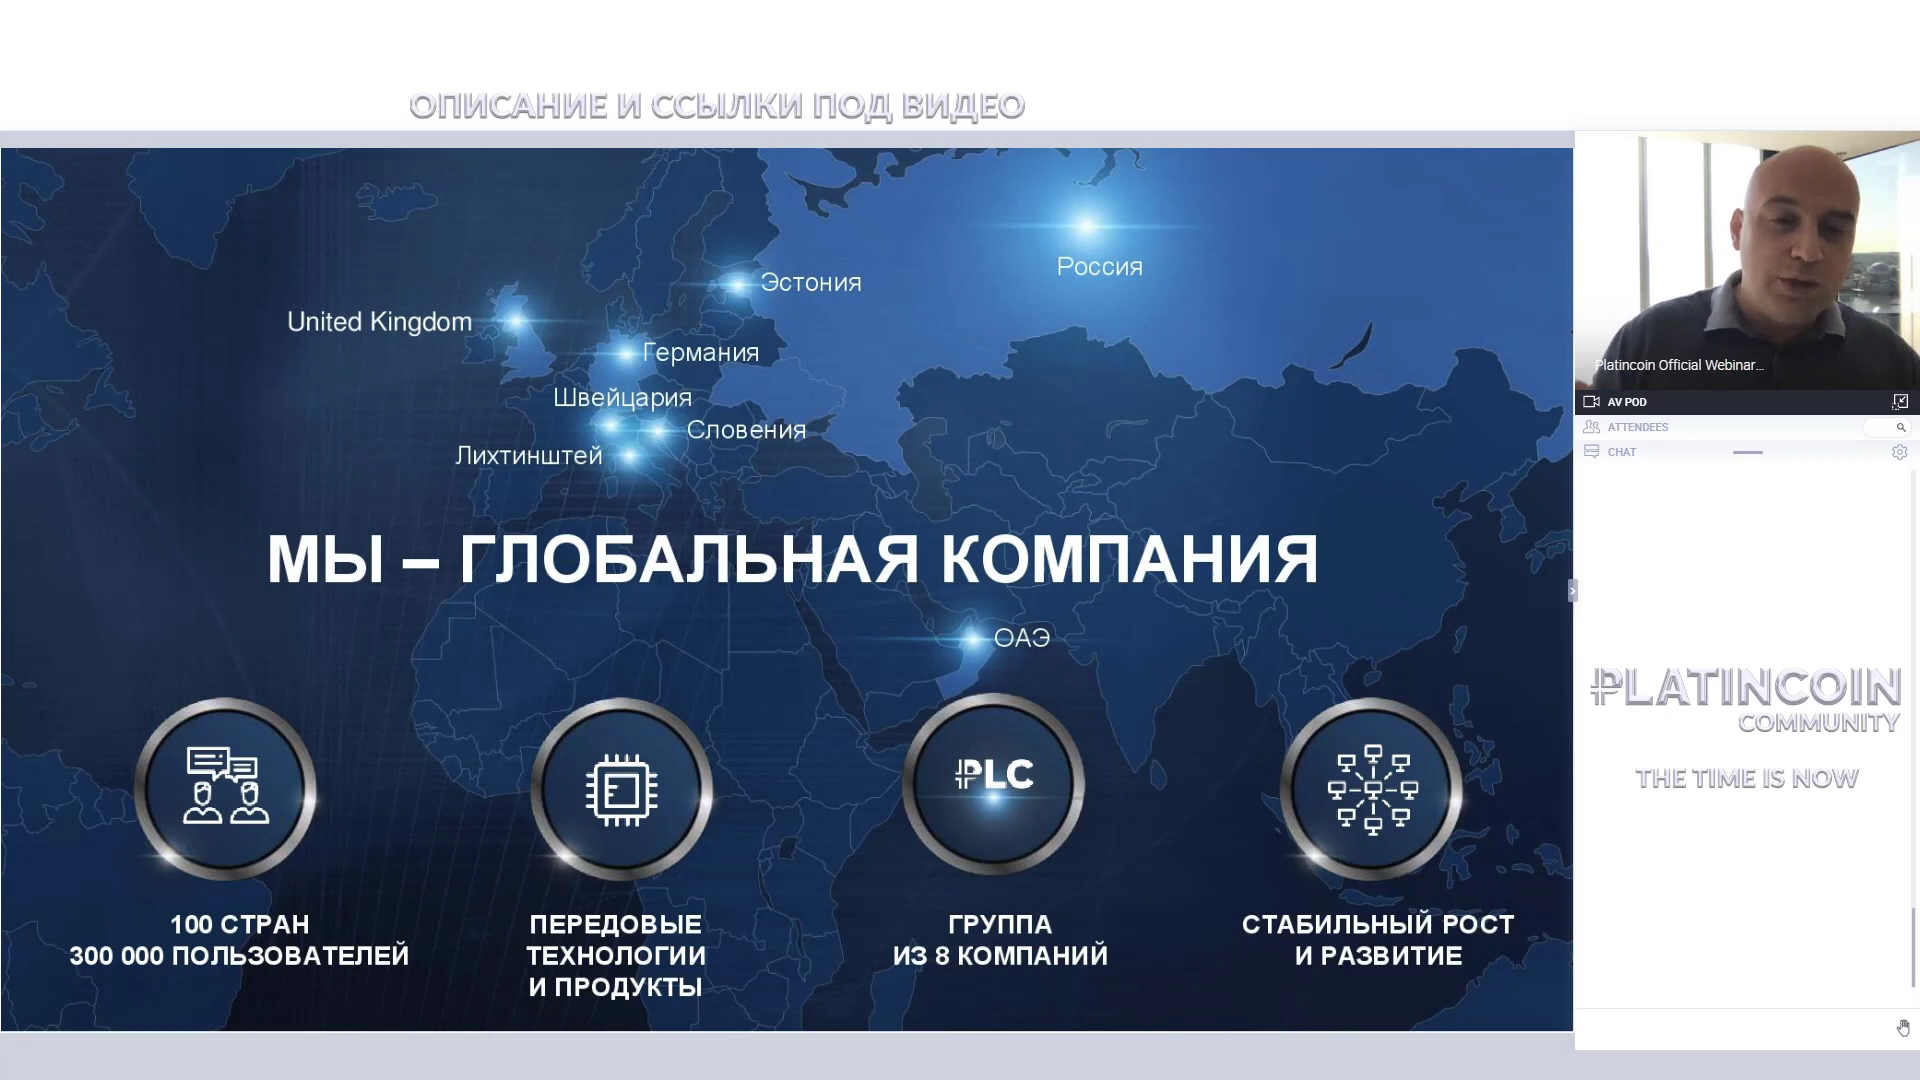 ОПИСАНИЕ И ССЫЛКИ ПОД ВИДЕО
Россия
Эстония
United Kingdom
Германия
Швейцария
Словения
Лихтинштей
МЫ – ГЛОБАЛЬНАЯ КОМПАНИЯ
ОАЭ
PLC
100 СТРАН
300 000 ПОЛЬЗОВАТЕЛЕЙ
ПЕРЕДОВЫЕ
ТЕХНОЛОГИИ
И ПРОДУКТЫ
ГРУППА
ИЗ 8 КОМПАНИЙ
СТАБИЛЬНЫЙ РОСТ
И РАЗВИТИЕ
Platincoin Official Webinar...
AV POD
ATTENDEES
CHAT
PLATINCOIN
COMMUNITY
THE TIME IS NOW